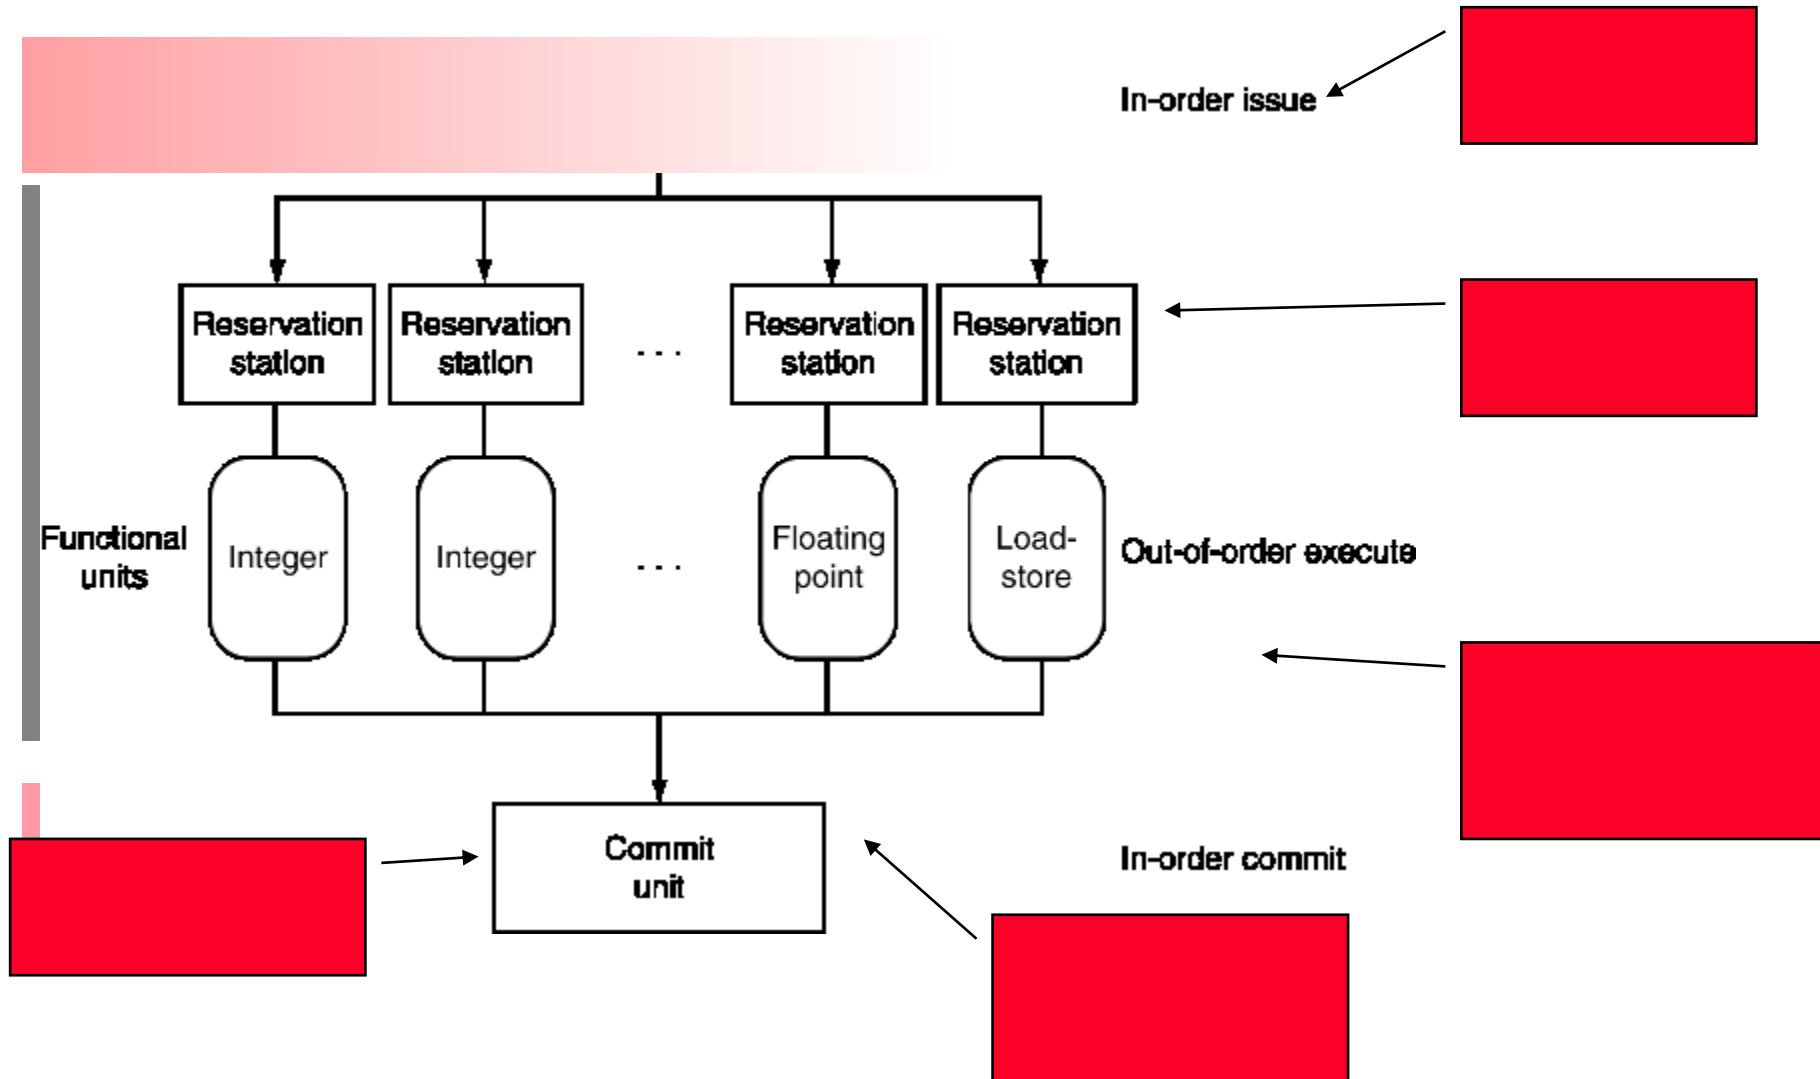 In-order issue
Reservation
station
Reservation
station
. . .
Reservation
station
Reservation
station
Functional
units
Integer
Integer
. . .
Floating
point
Load-
store
Out-of-order execute
Commit
unit
In-order commit